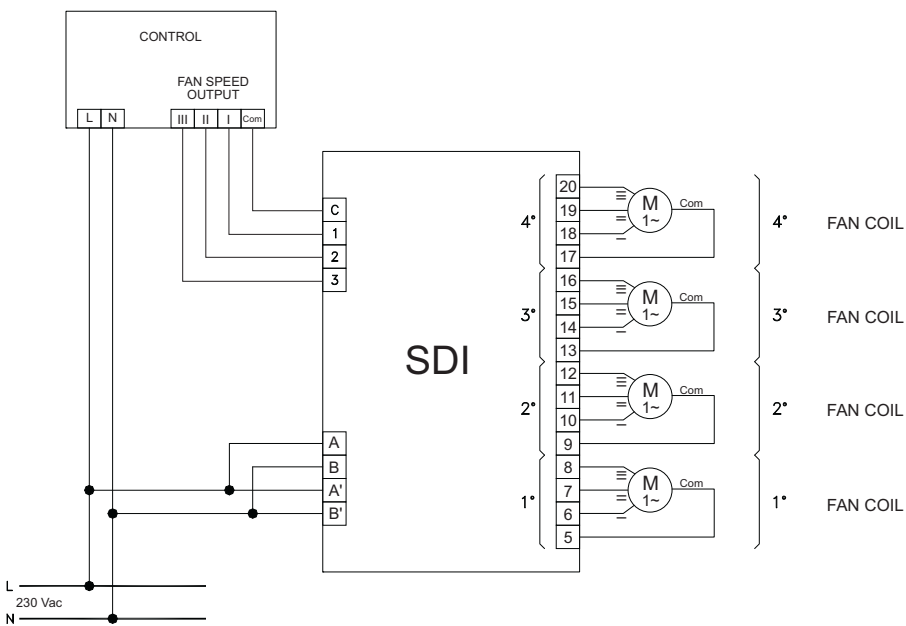 CONTROL
FAN SPEED
OUTPUT
L N III II I Com
C
1
2
3
SDI
A
B
A'
B'
4°
20
19
18
17
M
1~
Com
4° FAN COIL
3°
16
15
14
13
M
1~
Com
3° FAN COIL
2°
12
11
10
9
M
1~
Com
2° FAN COIL
1°
8
7
6
5
M
1~
Com
1° FAN COIL
L
230 Vac
N